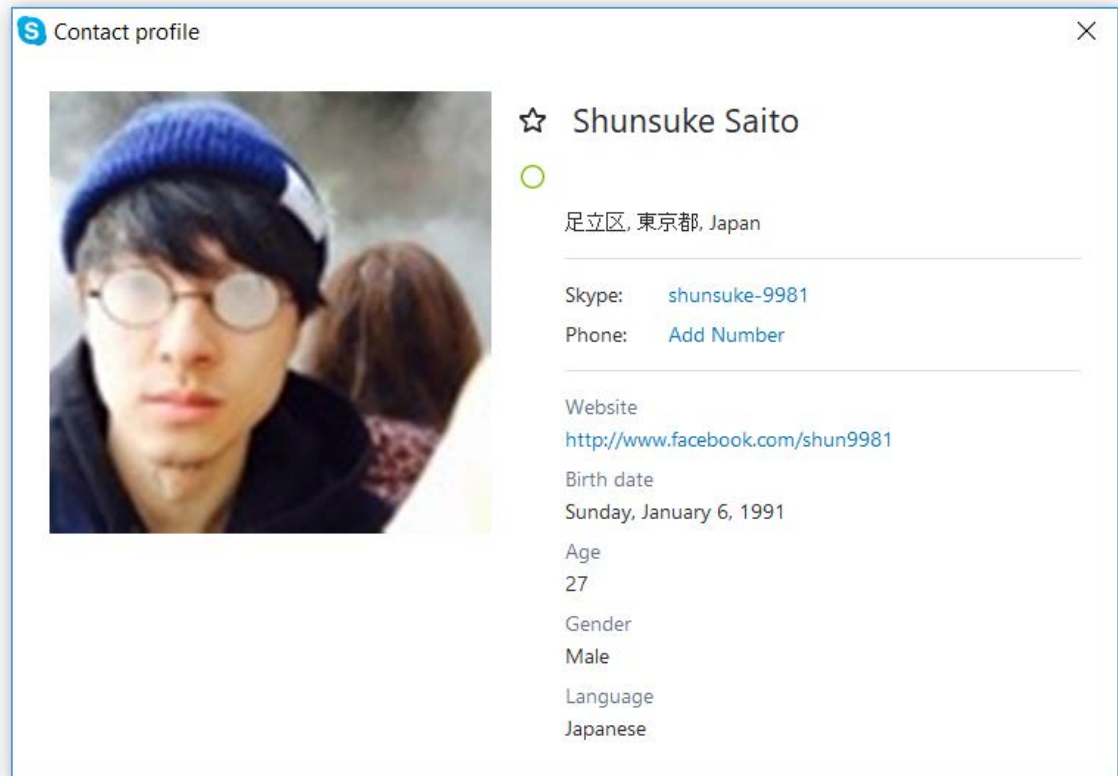 Contact profile
Shunsuke Saito
足立区, 東京都, Japan
Skype: shunsuke-9981
Phone: Add Number
Website
http://www.facebook.com/shun9981
Birth date
Sunday, January 6, 1991
Age
27
Gender
Male
Language
Japanese